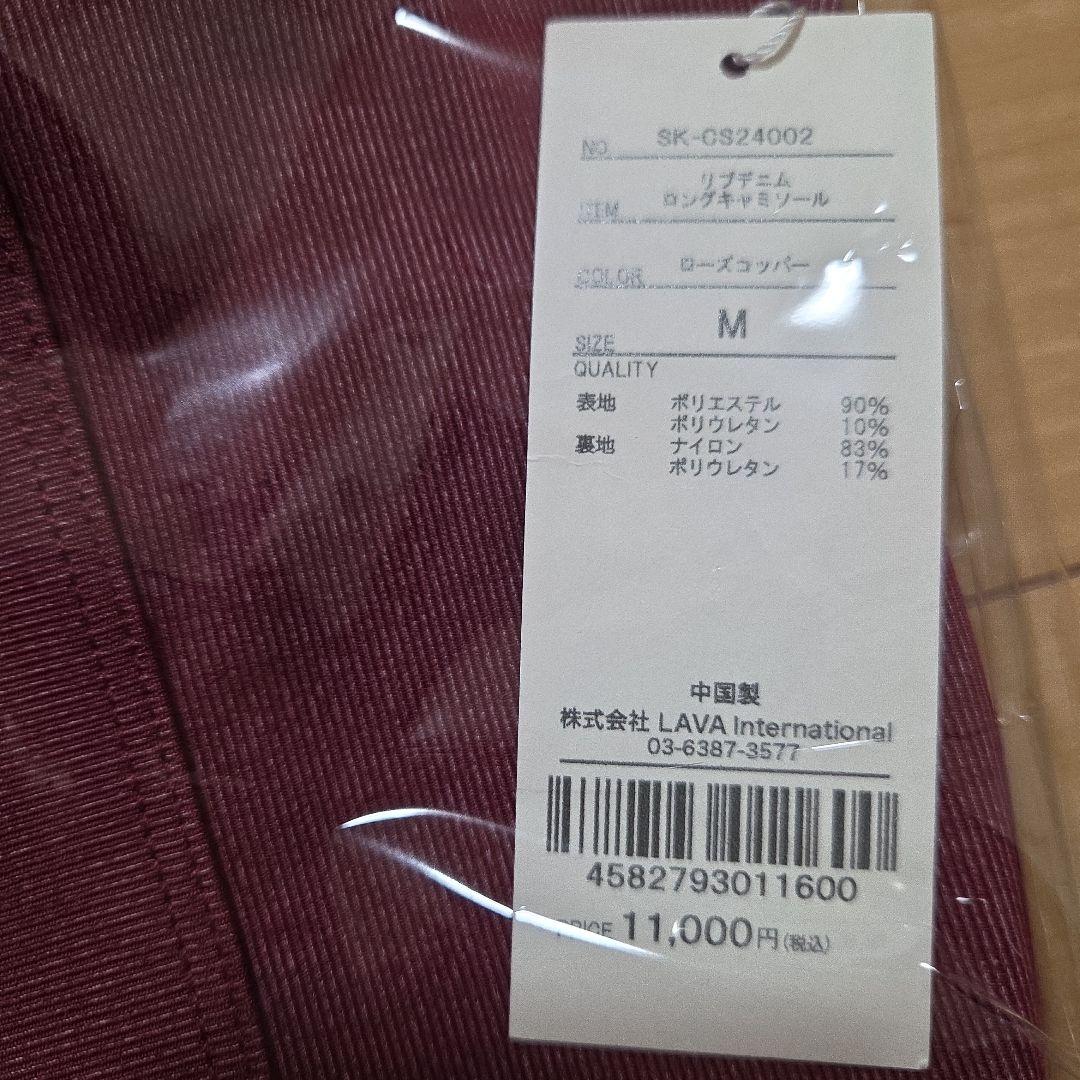 NO. SK-CS24002
リブデニム
ITEM ロングキャミソール
COLOR ローズコッパー
SIZE M
QUALITY
表地 ポリエステル 90%
ポリウレタン 10%
裏地 ナイロン 83%
ポリウレタン 17%
中国製
株式会社 LAVA International
03-6387-3577
4582793011600
PRICE 11,000円(税込)